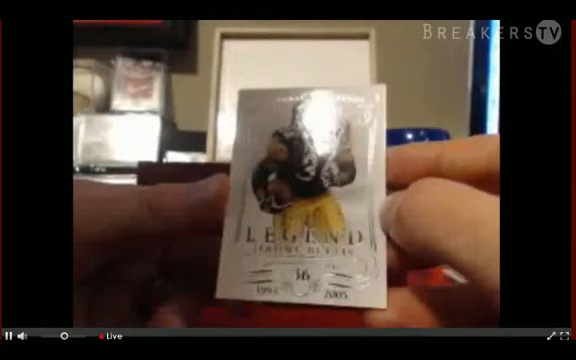 BREAKERSTV
LEGEND
JEROME BETTIS
36
1993 2005
Live